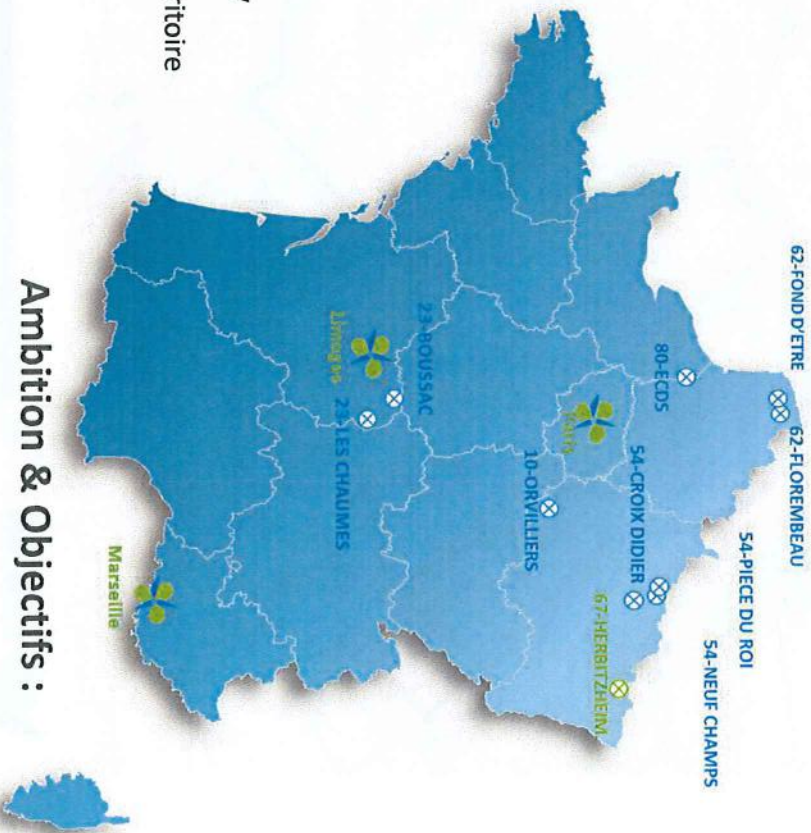 62-FOND D'ETRE
62-FLOREMBEAU
54-PIECE DU ROI
54-NEUF CHAMPS
80-ECDS
54-CROIX DIDIER
67-HERBITZHEIM
Paris
10-ORVILLIERS
23-BOUSSAC
Limoges
23-LES CHAUMES
ritoire
Marseille
Ambition & Objectifs :